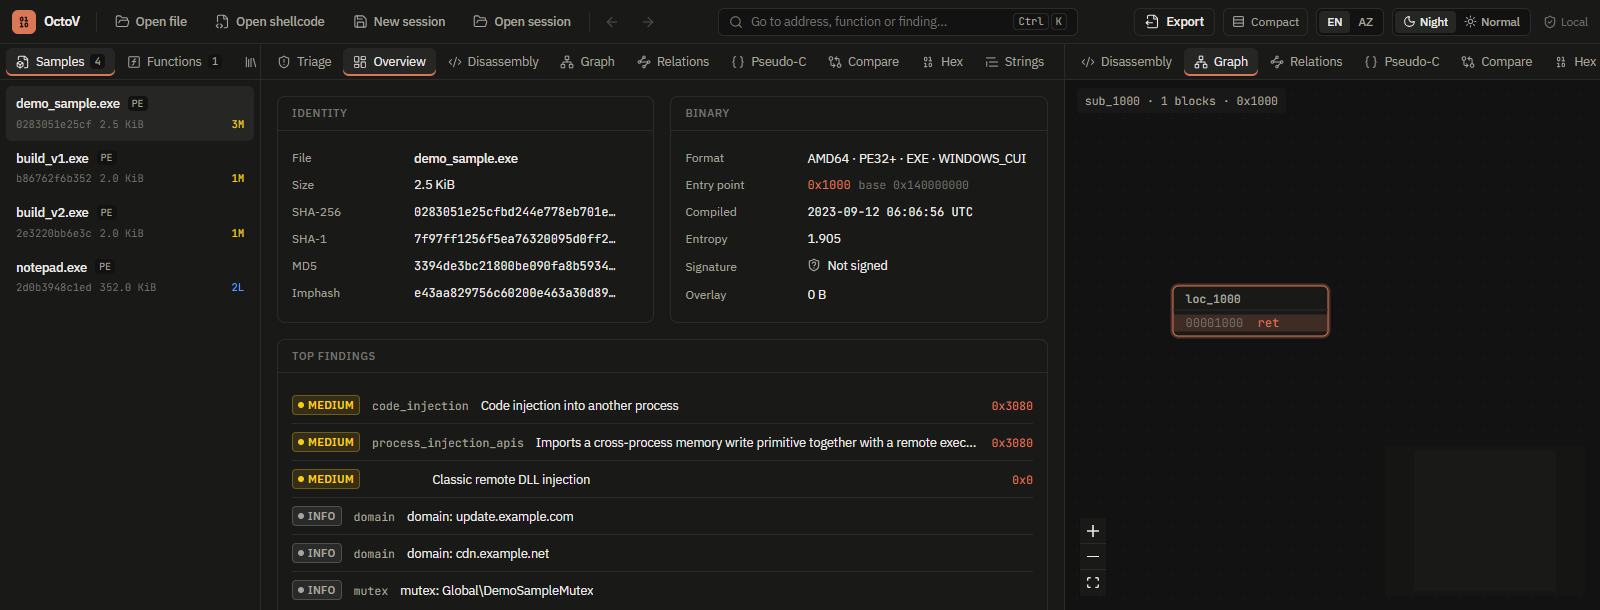 OctoV Open file Open shellcode New session Open session Go to address, function or finding... Ctrl K Export Compact EN AZ Night Normal Local
Samples 4 Functions 1 Triage Overview Disassembly Graph Relations Pseudo-C Compare Hex Strings Disassembly Graph Relations Pseudo-C Compare Hex
demo_sample.exe PE
0283051e25cf 2.5 KiB 3M
build_v1.exe PE
b86762f6b352 2.0 KiB 1M
build_v2.exe PE
2e3220bb6e3c 2.0 KiB 1M
notepad.exe PE
2d0b3948c1ed 352.0 KiB 2L
IDENTITY
File demo_sample.exe
Size 2.5 KiB
SHA-256 0283051e25cfbd244e778eb701e…
SHA-1 7f97ff1256f5ea76320095d0ff2…
MD5 3394de3bc21800be090fa8b5934…
Imphash e43aa829756c60200e463a30d89…
BINARY
Format AMD64 · PE32+ · EXE · WINDOWS_CUI
Entry point 0x1000 base 0x140000000
Compiled 2023-09-12 06:06:56 UTC
Entropy 1.905
Signature Not signed
Overlay 0 B
TOP FINDINGS
MEDIUM code_injection Code injection into another process 0x3080
MEDIUM process_injection_apis Imports a cross-process memory write primitive together with a remote exec... 0x3080
MEDIUM Classic remote DLL injection 0x0
INFO domain domain: update.example.com
INFO domain domain: cdn.example.net
INFO mutex mutex: Global\DemoSampleMutex
sub_1000 · 1 blocks · 0x1000
loc_1000
00001000 ret